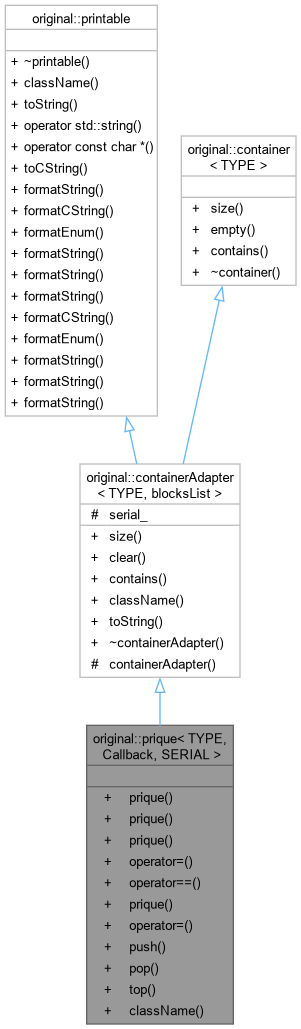 original::printable
+ ~printable()
+ className()
+ toString()
+ operator std::string()
+ operator const char *()
+ toCString()
+ formatString()
+ formatCString()
+ formatEnum()
+ formatString()
+ formatString()
+ formatString()
+ formatCString()
+ formatEnum()
+ formatString()
+ formatString()
+ formatString()
original::container
< TYPE >
+ size()
+ empty()
+ contains()
+ ~container()
original::containerAdapter
< TYPE, blocksList >
# serial_
+ size()
+ clear()
+ contains()
+ className()
+ toString()
+ ~containerAdapter()
# containerAdapter()
original::prique< TYPE,
Callback, SERIAL >
+ prique()
+ prique()
+ prique()
+ operator=()
+ operator==()
+ prique()
+ operator=()
+ push()
+ pop()
+ top()
+ className()